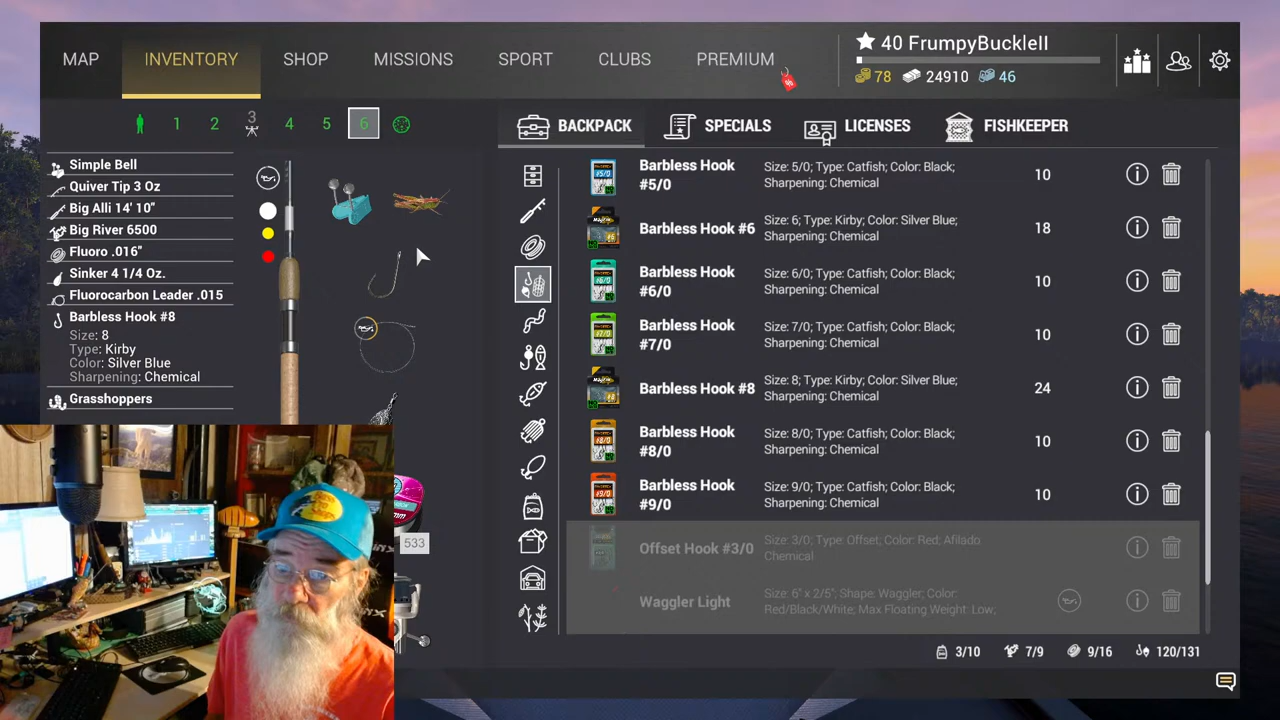 MAP INVENTORY SHOP MISSIONS SPORT CLUBS PREMIUM
40 FrumpyBuckleII
78 24910 46
1 2 3 4 5 6
BACKPACK SPECIALS LICENSES FISHKEEPER
Simple Bell
Quiver Tip 3 Oz
Big Alli 14' 10"
Big River 6500
Fluoro .016"
Sinker 4 1/4 Oz.
Fluorocarbon Leader .015
Barbless Hook #8
Size: 8
Type: Kirby
Color: Silver Blue
Sharpening: Chemical
Grasshoppers
533
Barbless Hook
#5/0
Size: 5/0; Type: Catfish; Color: Black;
Sharpening: Chemical
10
Barbless Hook #6
Size: 6; Type: Kirby; Color: Silver Blue;
Sharpening: Chemical
18
Barbless Hook
#6/0
Size: 6/0; Type: Catfish; Color: Black;
Sharpening: Chemical
10
Barbless Hook
#7/0
Size: 7/0; Type: Catfish; Color: Black;
Sharpening: Chemical
10
Barbless Hook #8
Size: 8; Type: Kirby; Color: Silver Blue;
Sharpening: Chemical
24
Barbless Hook
#8/0
Size: 8/0; Type: Catfish; Color: Black;
Sharpening: Chemical
10
Barbless Hook
#9/0
Size: 9/0; Type: Catfish; Color: Black;
Sharpening: Chemical
10
Offset Hook #3/0
Size: 3/0; Type: Offset; Color: Red; Afilado
Chemical
Waggler Light
Size: 6" x 2/5"; Shape: Waggler; Color:
Red/Black/White; Max Floating Weight: Low;
3/10 7/9 9/16 120/131